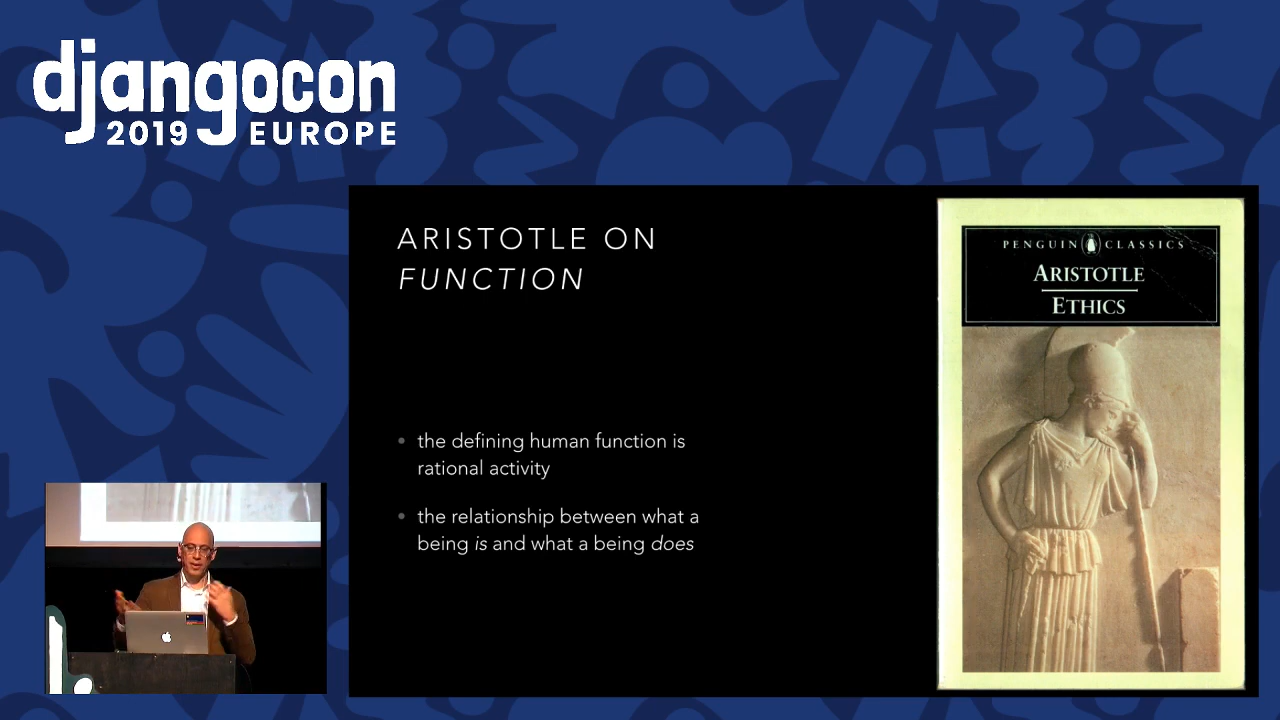 djangocon
2019 EUROPE
ARISTOTLE ON
FUNCTION
• the defining human function is
rational activity
• the relationship between what a
being is and what a being does
PENGUIN CLASSICS
ARISTOTLE
ETHICS